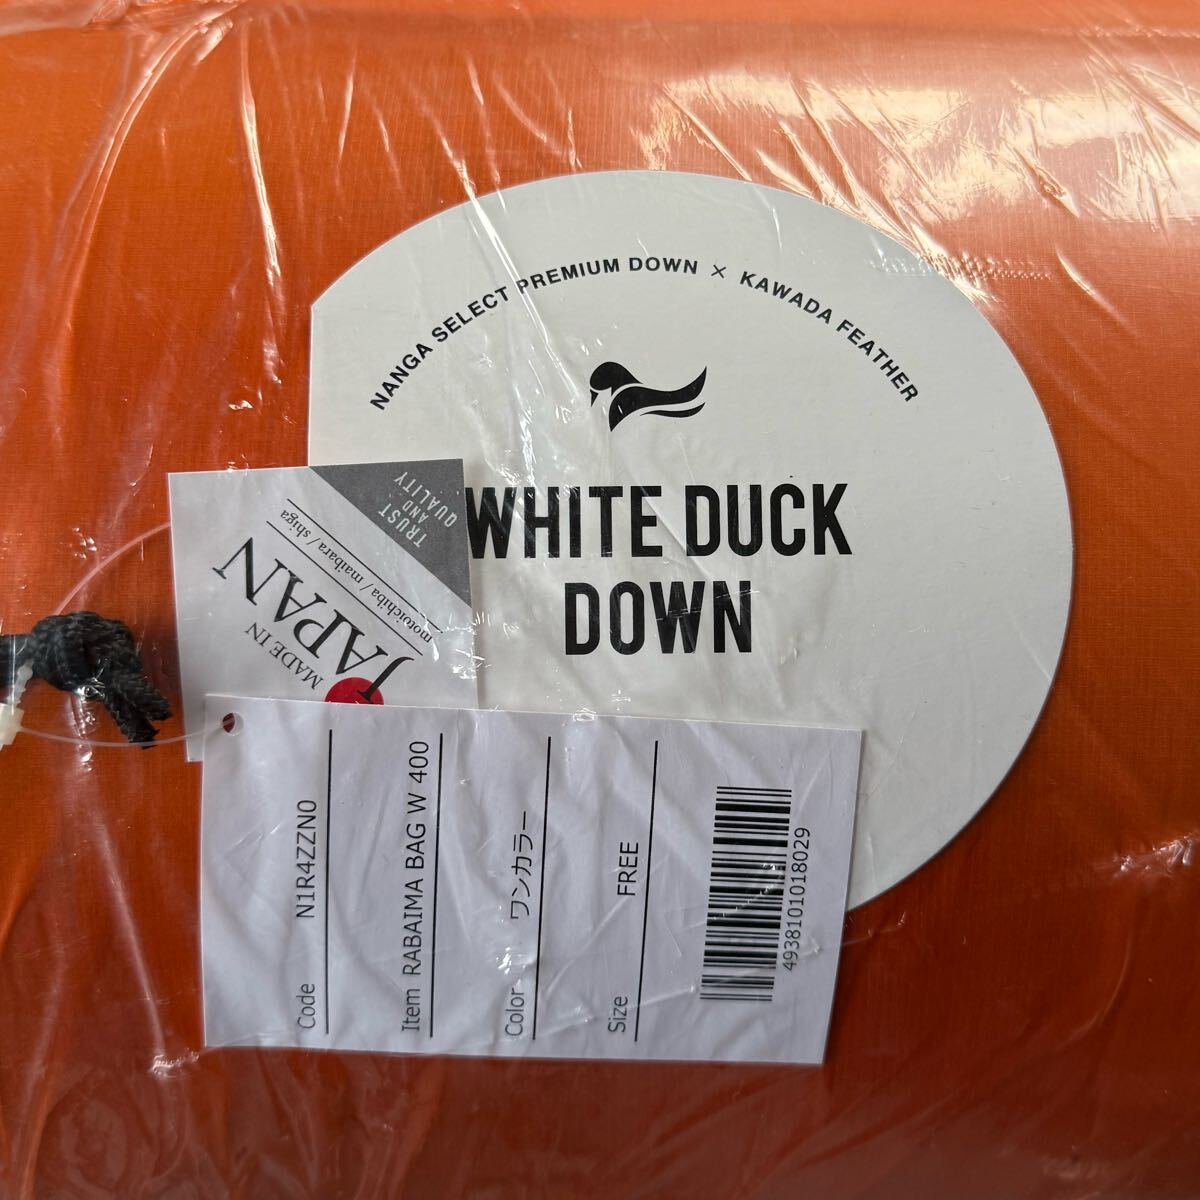 NANGA SELECT PREMIUM DOWN × KAWADA FEATHER
WHITE DUCK
DOWN
TRUST
AND
QUALITY
motoichiba / maibara / shiga
MADE IN
JAPAN
Code N1R4ZZN0
Item RABAIMA BAG W 400
Color ワンカラー
Size FREE
4938101018029